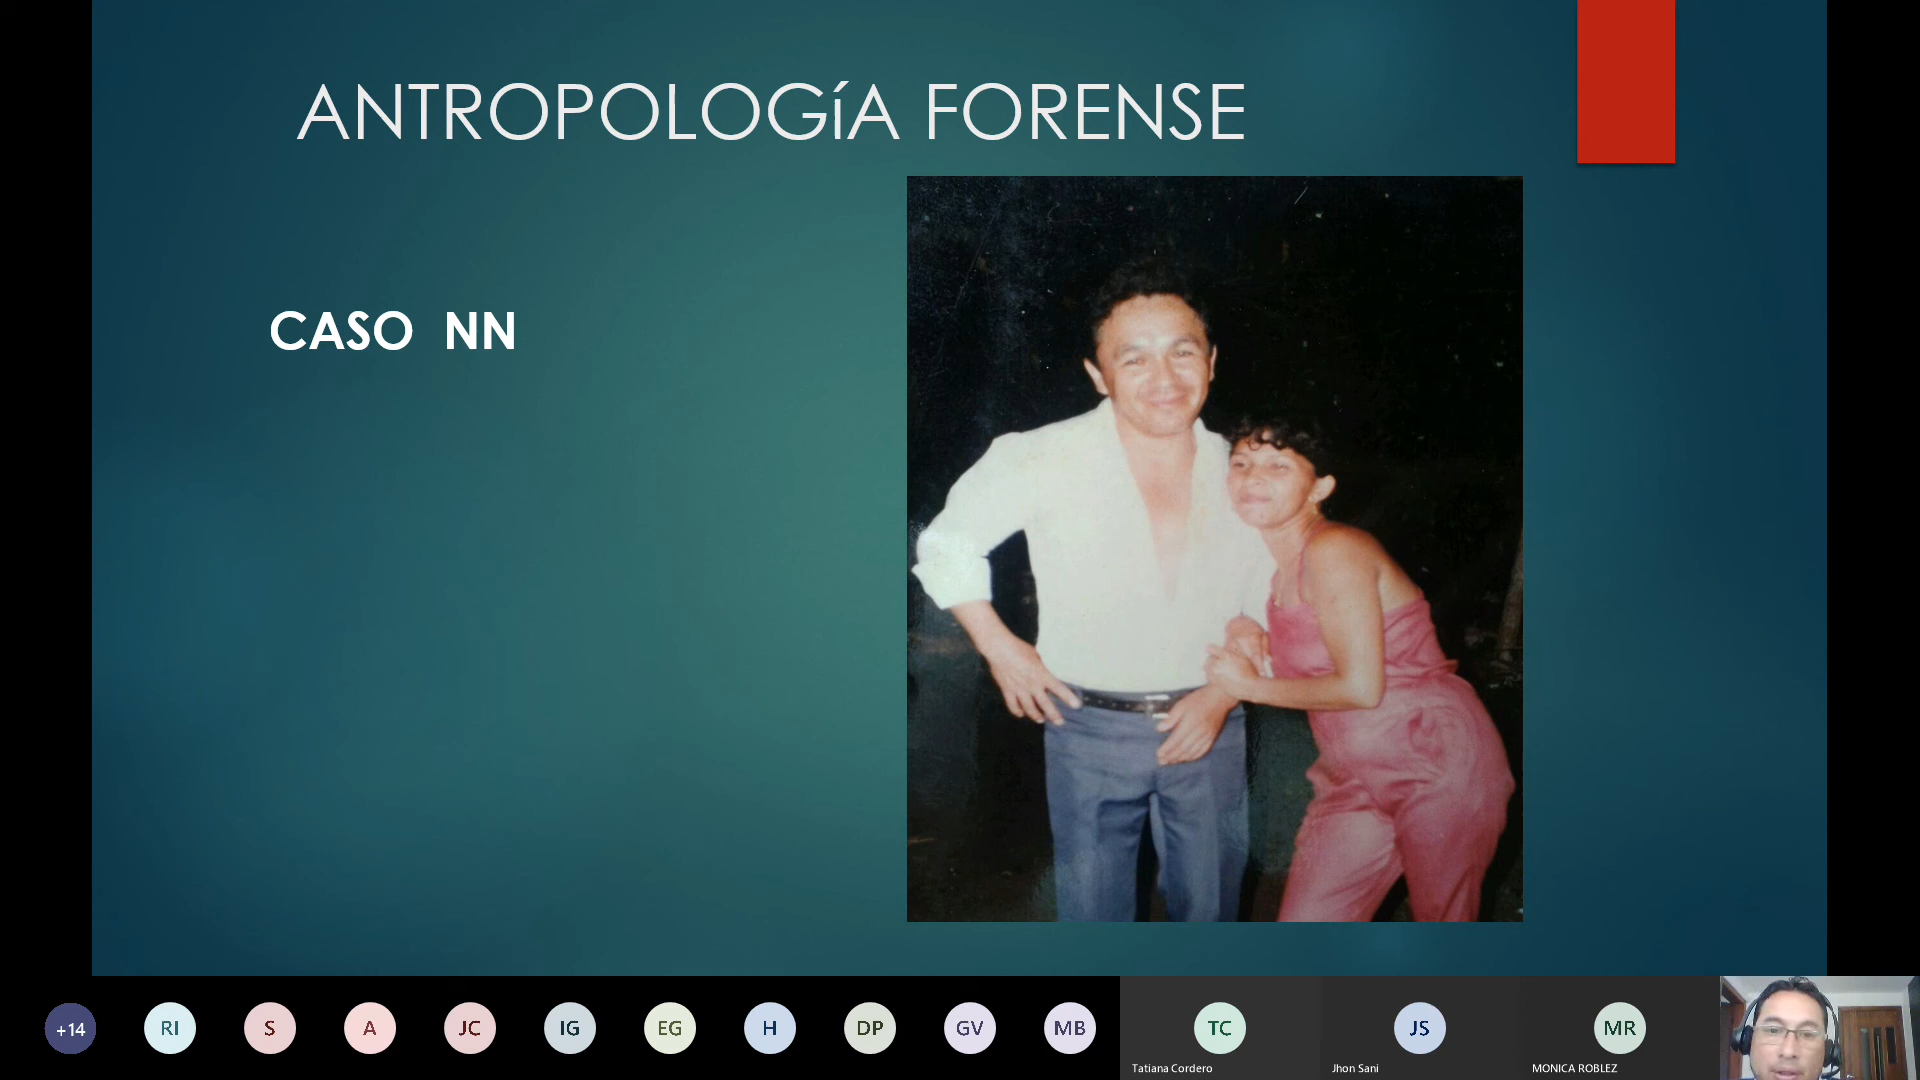 ANTROPOLOGíA FORENSE
CASO NN
+14
RI
S
A
JC
IG
EG
H
DP
GV
MB
TC
JS
MR
Tatiana Cordero
Jhon Sani
MONICA ROBLEZ